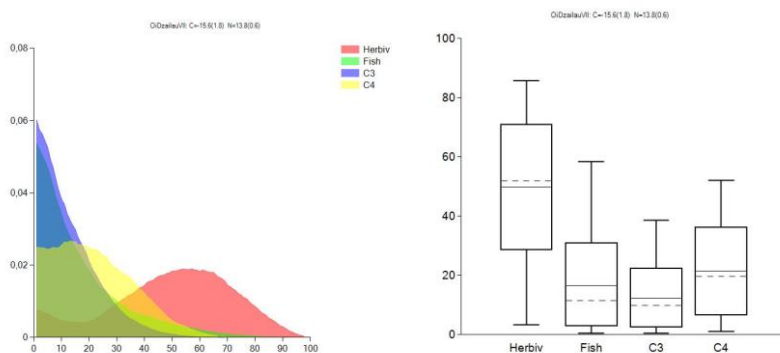 OiDzailauVII: C=-15.6(1.8) N=13.8(0.6)
Herbiv
Fish
C3
C4
0,08
0,06
0,04
0,02
0
0 10 20 30 40 50 60 70 80 90 100
OiDzailauVII: C=-15.6(1.8) N=13.8(0.6)
100
80
60
40
20
0
Herbiv Fish C3 C4